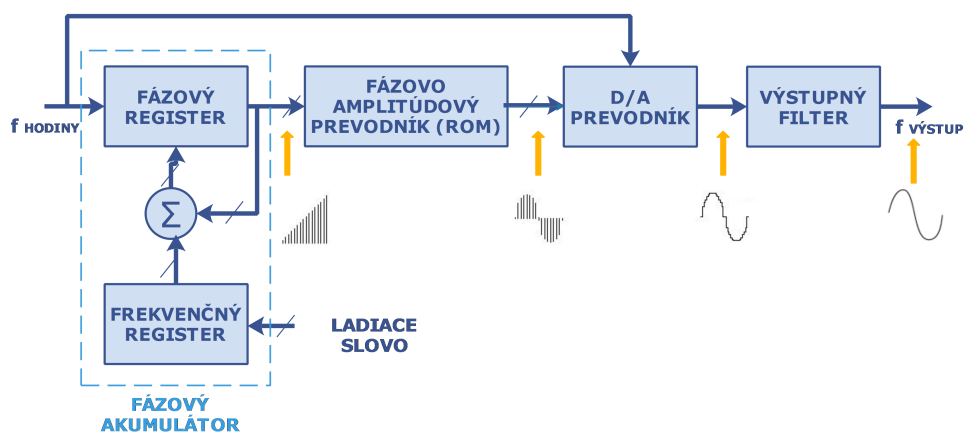 f HODINY
FÁZOVÝ
REGISTER
FÁZOVO
AMPLITÚDOVÝ
PREVODNÍK (ROM)
D/A
PREVODNÍK
VÝSTUPNÝ
FILTER
f VÝSTUP
Σ
FREKVENČNÝ
REGISTER
LADIACE
SLOVO
FÁZOVÝ
AKUMULÁTOR